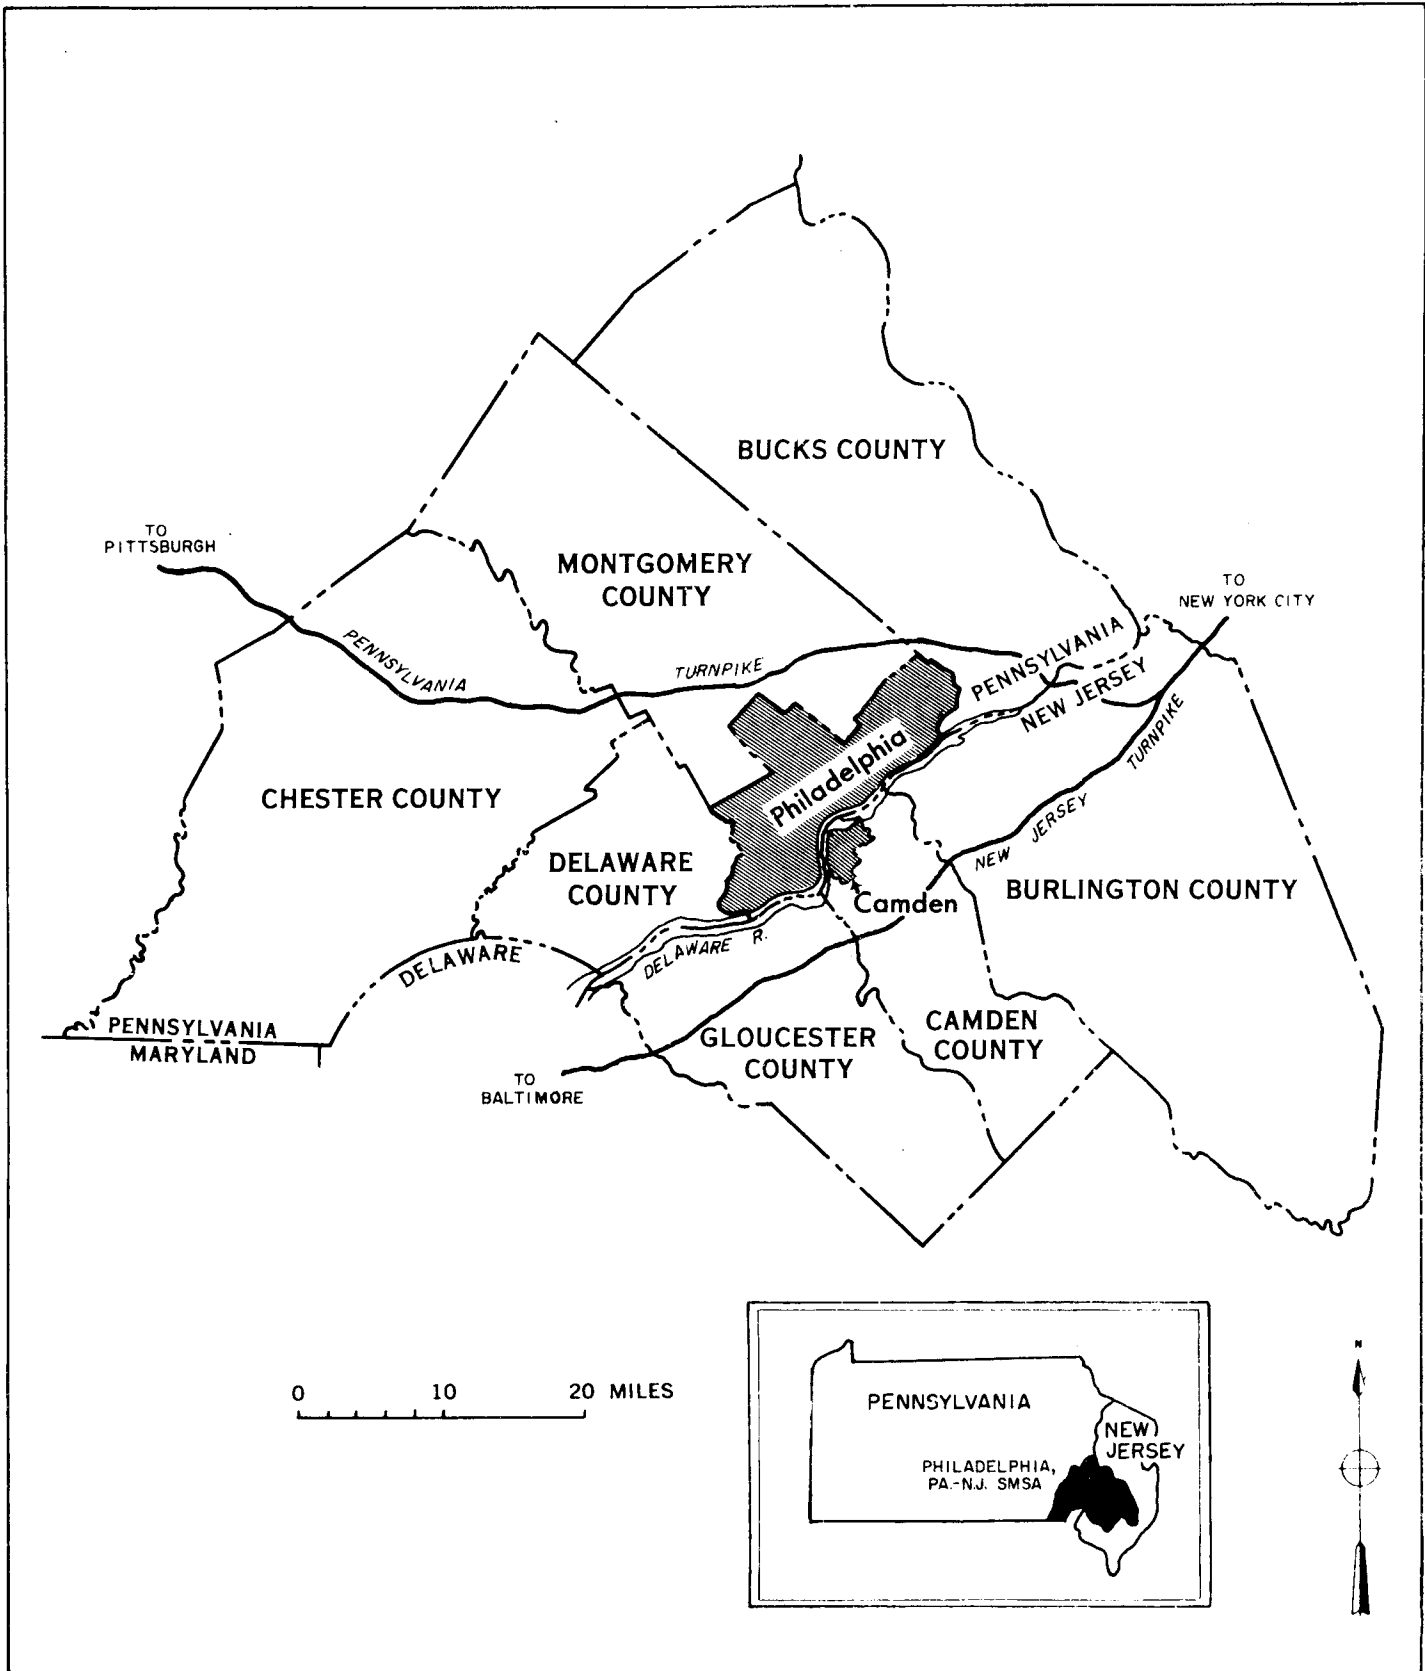 BUCKS COUNTY
TO
PITTSBURGH
MONTGOMERY
COUNTY
TO
NEW YORK CITY
PENNSYLVANIA
TURNPIKE
PENNSYLVANIA
NEW JERSEY
TURNPIKE
Philadelphia
CHESTER COUNTY
NEW JERSEY
DELAWARE
COUNTY
BURLINGTON COUNTY
Camden
DELAWARE R.
DELAWARE
PENNSYLVANIA
MARYLAND
GLOUCESTER
COUNTY
CAMDEN
COUNTY
TO
BALTIMORE
0 10 20 MILES
N
PENNSYLVANIA
NEW
JERSEY
PHILADELPHIA,
PA.-N.J. SMSA